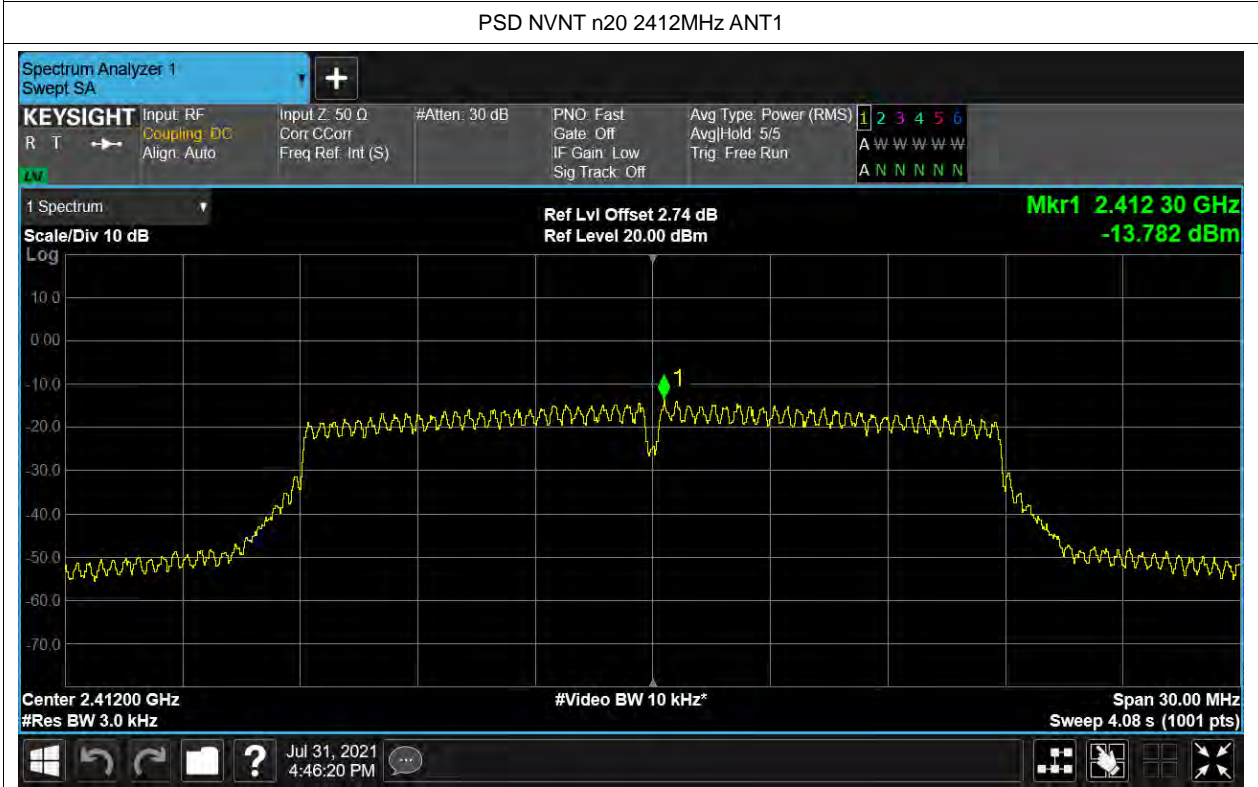 PSD NVNT n20 2412MHz ANT1
Spectrum Analyzer 1
Swept SA
+
KEYSIGHT
R T
Input: RF
Coupling: DC
Align: Auto
Input Z: 50 Ω
Corr CCorr
Freq Ref: Int (S)
#Atten: 30 dB
PNO: Fast
Gate: Off
IF Gain: Low
Sig Track: Off
Avg Type: Power (RMS)
Avg|Hold: 5/5
Trig: Free Run
1 2 3 4 5 6
A W W W W W
A N N N N N
1 Spectrum
Scale/Div 10 dB
Log
Ref Lvl Offset 2.74 dB
Ref Level 20.00 dBm
Mkr1 2.412 30 GHz
-13.782 dBm
10.0
0.00
-10.0
-20.0
-30.0
-40.0
-50.0
-60.0
-70.0
1
Center 2.41200 GHz
#Res BW 3.0 kHz
#Video BW 10 kHz*
Span 30.00 MHz
Sweep 4.08 s (1001 pts)
?
Jul 31, 2021
4:46:20 PM